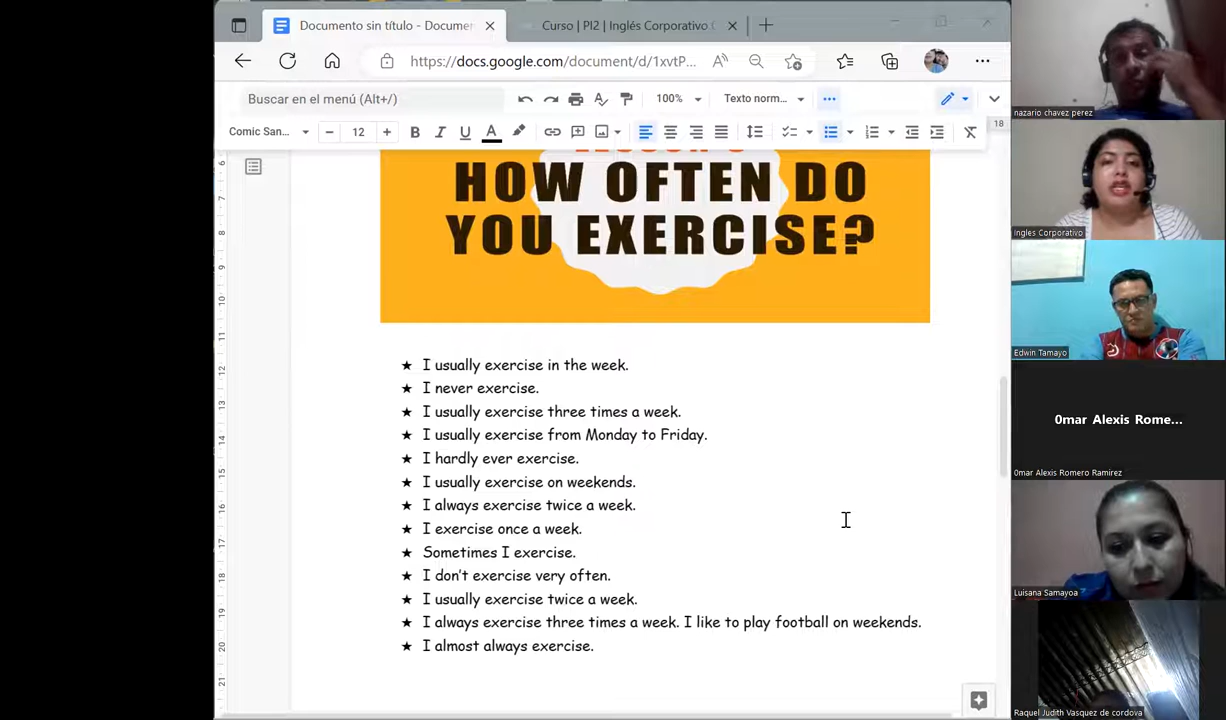 Documento sin título - Documen
Curso | PI2 | Inglés Corporativo
https://docs.google.com/document/d/1xvtP...
Buscar en el menú (Alt+/)
100%
Texto norm...
Comic San...
12
18
HOW OFTEN DO
YOU EXERCISE?
★ I usually exercise in the week.
★ I never exercise.
★ I usually exercise three times a week.
★ I usually exercise from Monday to Friday.
★ I hardly ever exercise.
★ I usually exercise on weekends.
★ I always exercise twice a week.
★ I exercise once a week.
★ Sometimes I exercise.
★ I don't exercise very often.
★ I usually exercise twice a week.
★ I always exercise three times a week. I like to play football on weekends.
★ I almost always exercise.
nazario chavez perez
Ingles Corporativo
Edwin Tamayo
0mar Alexis Rome...
0mar Alexis Romero Ramirez
Luisana Samayoa
Raquel Judith Vasquez de cordova